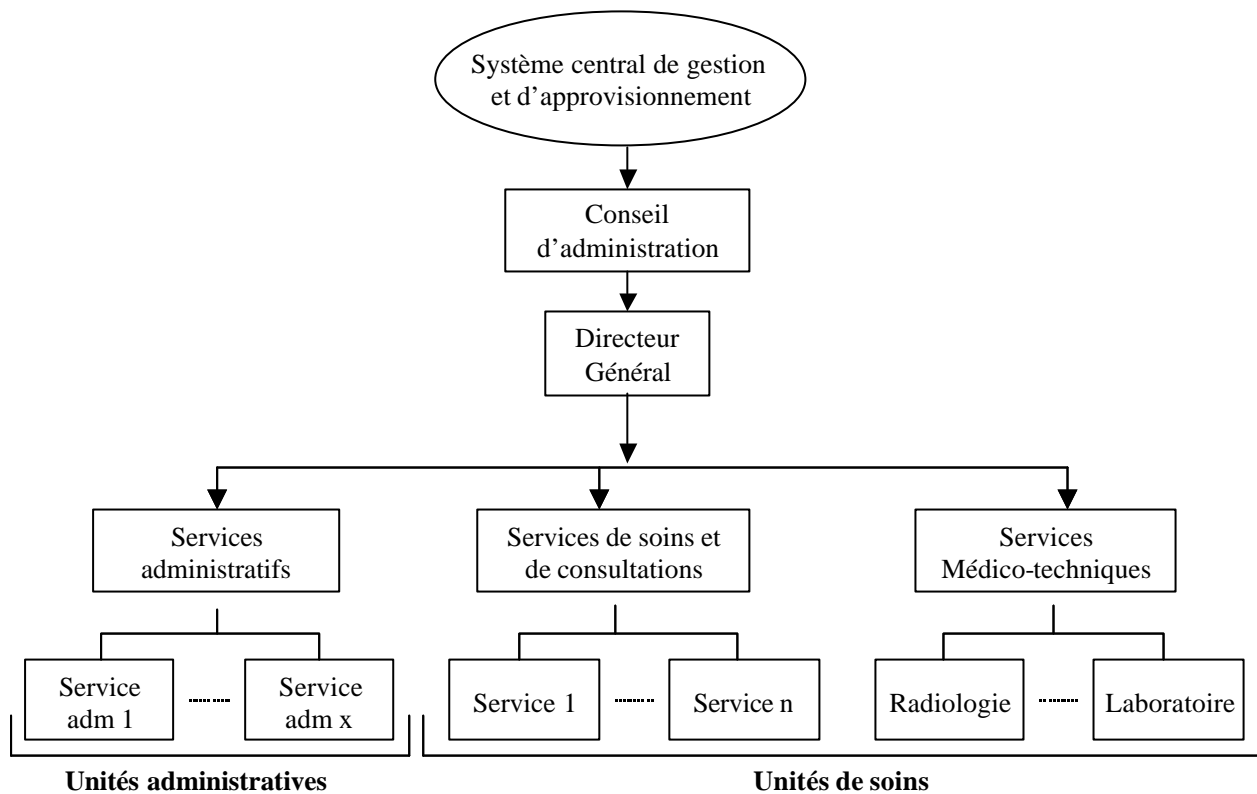 Système central de gestion
et d'approvisionnement
Conseil
d'administration
Directeur
Général
Services
administratifs
Services de soins et
de consultations
Services
Médico-techniques
Service
adm 1
Service
adm x
Service 1
Service n
Radiologie
Laboratoire
Unités administratives
Unités de soins